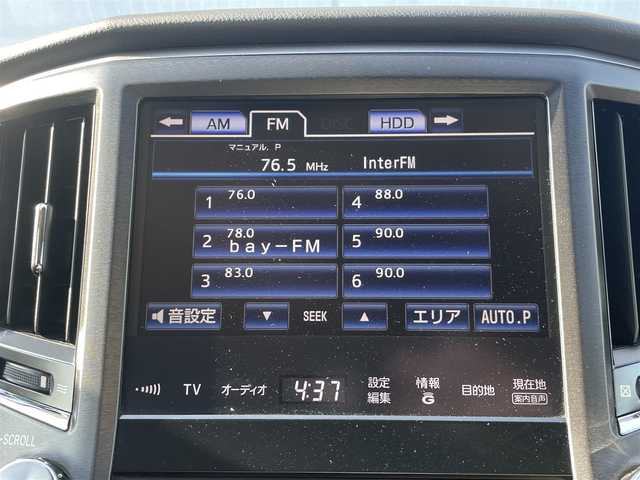 AM FM DISC HDD
マニュアル. P
76.5 MHz InterFM
1 76.0 4 88.0
2 78.0 bay-FM 5 90.0
3 83.0 6 90.0
音設定 ▼ SEEK ▲ エリア AUTO.P
TV オーディオ 4:37 設定編集 情報G 目的地 現在地
案内音声
-SCROLL